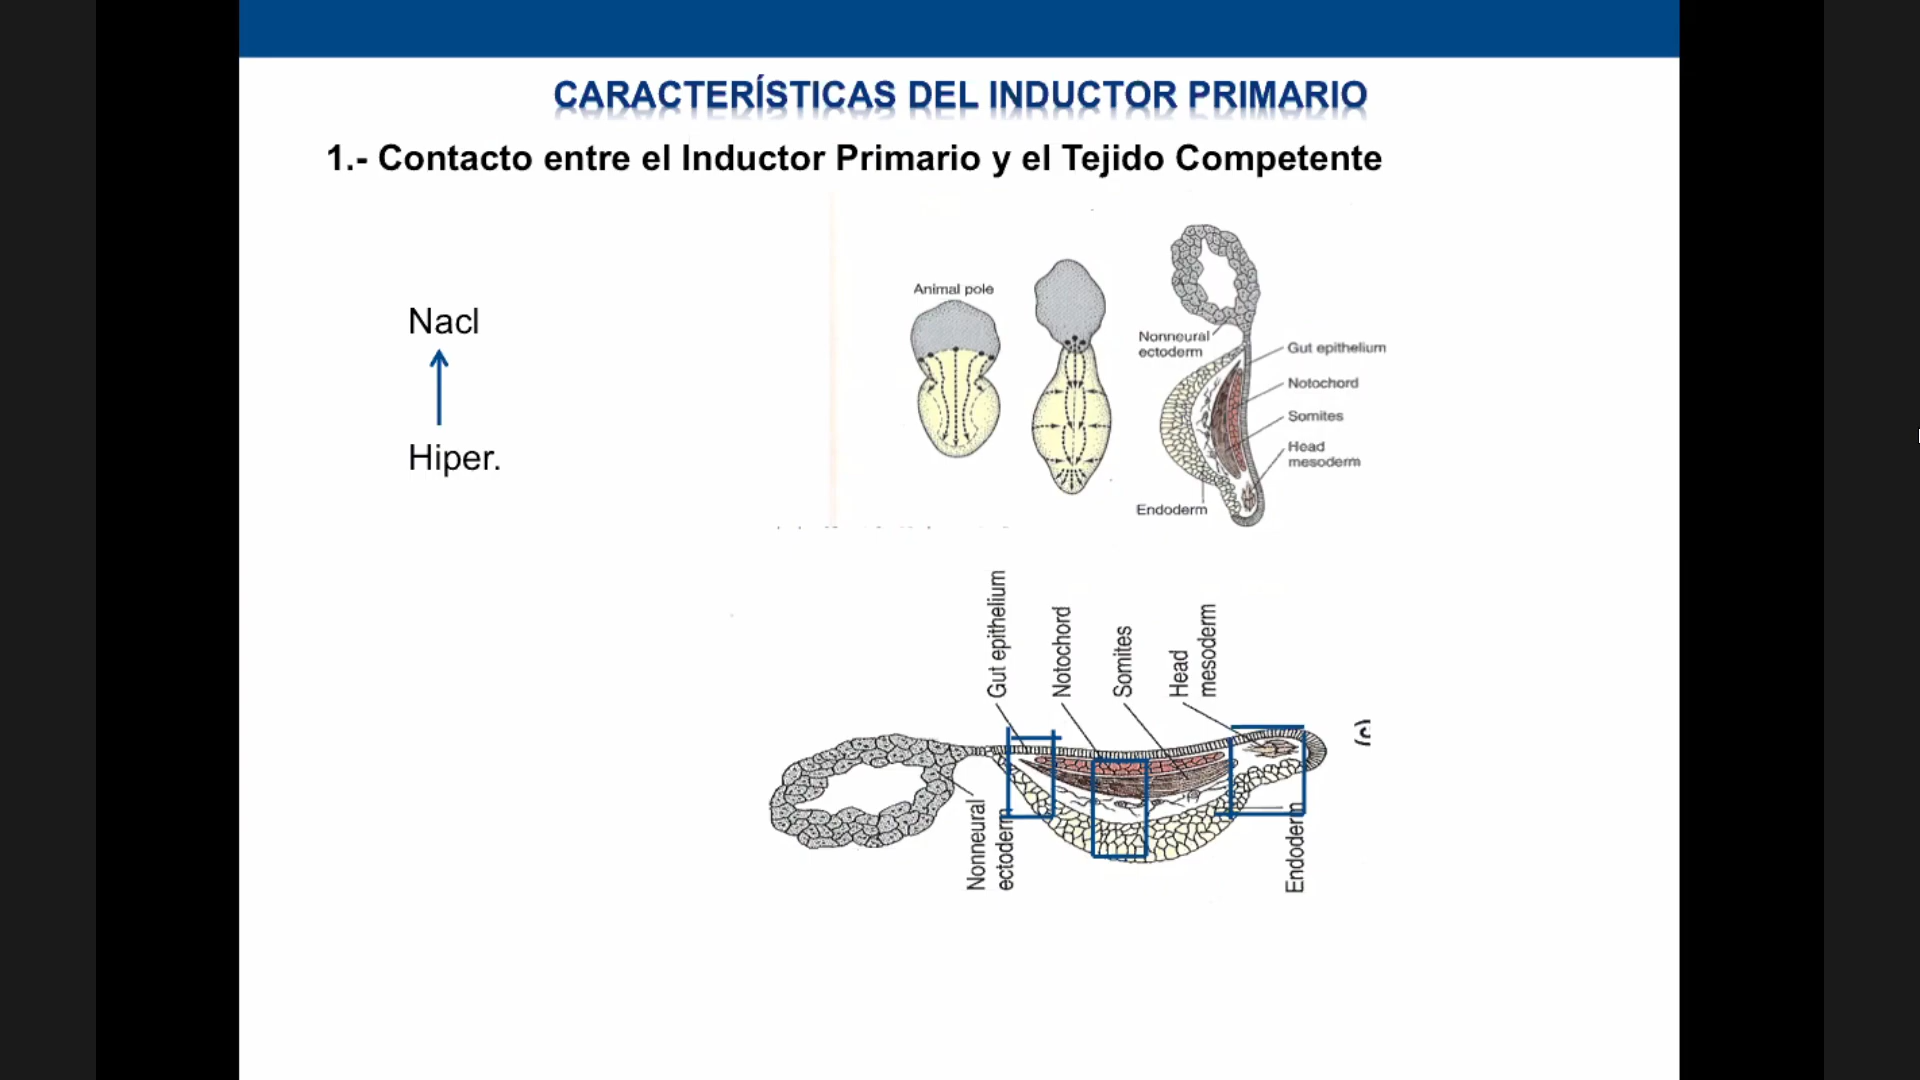 CARACTERÍSTICAS DEL INDUCTOR PRIMARIO
1.- Contacto entre el Inductor Primario y el Tejido Competente
Nacl
Hiper.
Animal pole
Nonneural
ectoderm
Gut epithelium
Notochord
Somites
Head
mesoderm
Endoderm
Gut epithelium
Notochord
Somites
Head
mesoderm
Nonneural
ectoderm
Endoderm